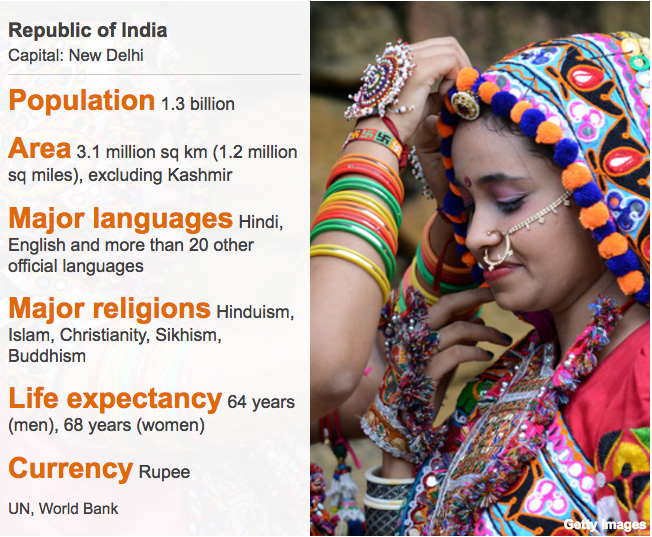 Republic of India
Capital: New Delhi
Population 1.3 billion
Area 3.1 million sq km (1.2 million
sq miles), excluding Kashmir
Major languages Hindi,
English and more than 20 other
official languages
Major religions Hinduism,
Islam, Christianity, Sikhism,
Buddhism
Life expectancy 64 years
(men), 68 years (women)
Currency Rupee
UN, World Bank
Getty Images